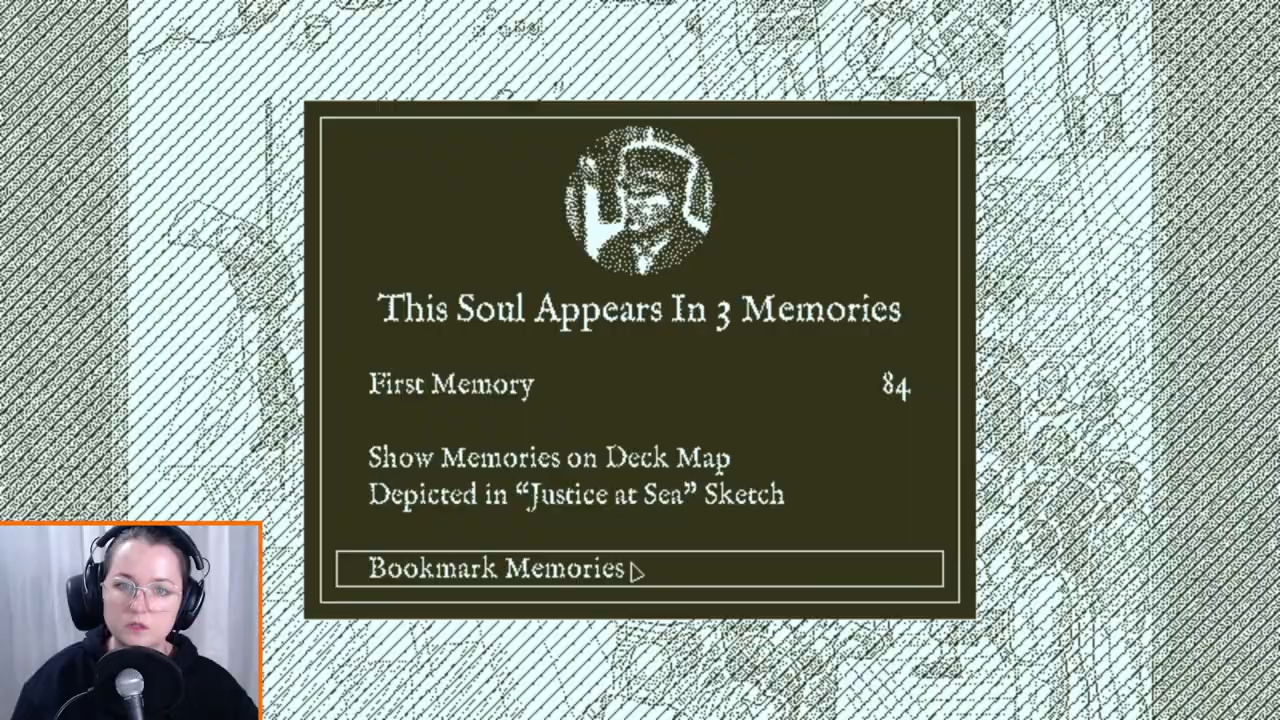 This Soul Appears In 3 Memories
First Memory 84
Show Memories on Deck Map
Depicted in “Justice at Sea” Sketch
Bookmark Memories